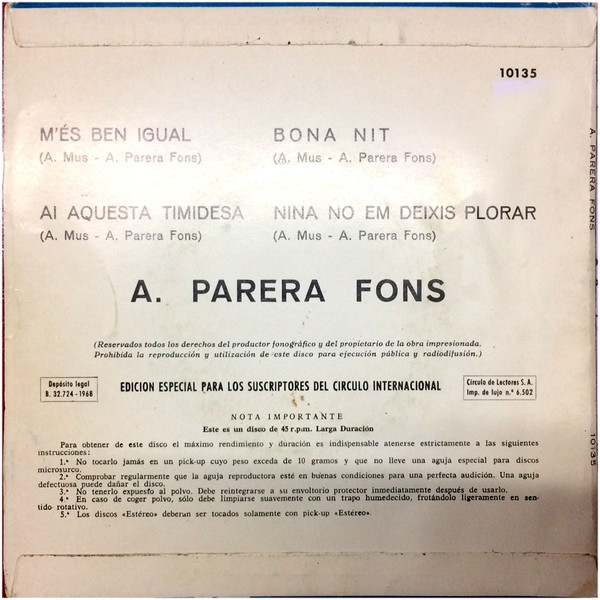 10135
M'ÉS BEN IGUAL
(A. Mus - A. Parera Fons)
BONA NIT
(A. Mus - A. Parera Fons)
AI AQUESTA TIMIDESA
(A. Mus - A. Parera Fons)
NINA NO EM DEIXIS PLORAR
(A. Mus - A. Parera Fons)
A. PARERA FONS
(Reservados todos los derechos del productor fonográfico y del propietario de la obra impresionada.
Prohibida la reproducción y utilización de este disco para ejecución pública y radiodifusión.)
Depósito legal
B. 32.724 - 1968
EDICION ESPECIAL PARA LOS SUSCRIPTORES DEL CIRCULO INTERNACIONAL
Círculo de Lectores S. A.
Imp. de lujo n.º 6.502
NOTA IMPORTANTE
Este es un disco de 45 r.p.m. Larga Duración
Para obtener de este disco el máximo rendimiento y duración es indispensable atenerse estrictamente a las siguientes
instrucciones:
1.ª No tocarlo jamás en un pick-up cuyo peso exceda de 10 gramos y que no lleve una aguja especial para discos
microsurco.
2.ª Comprobar regularmente que la aguja reproductora esté en buenas condiciones para una perfecta audición. Una aguja
defectuosa puede dañar el disco.
3.ª No tenerlo expuesto al polvo. Debe reintegrarse a su envoltorio protector inmediatamente después de usarlo.
4.ª En caso de coger polvo, sólo debe limpiarse suavemente con un trapo humedecido, frotándolo ligeramente en sen-
tido rotativo.
5.ª Los discos «Estéreo» deberán ser tocados solamente con pick-up «Estéreo».
A. PARERA FONS
10135